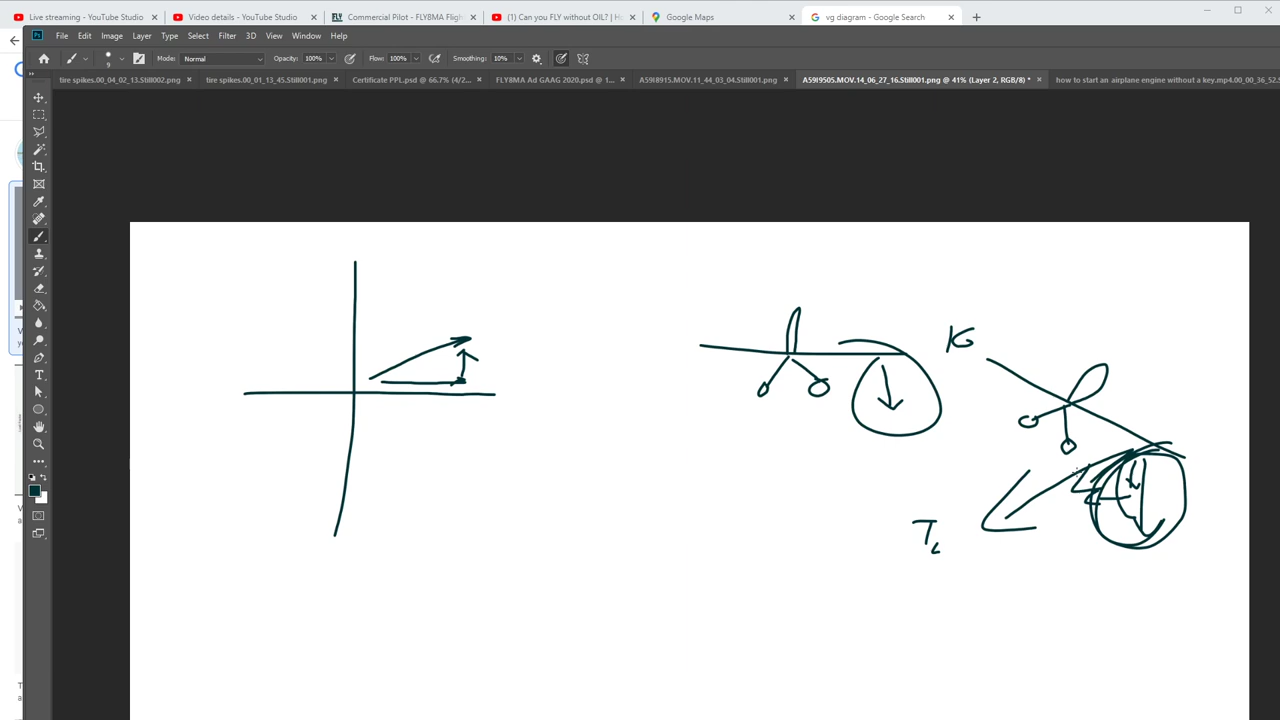 Live streaming - YouTube Studio
Video details - YouTube Studio
Commercial Pilot - FLY8MA Fligh
(1) Can you FLY without OIL? | Ho
Google Maps
vg diagram - Google Search
File Edit Image Layer Type Select Filter 3D View Window Help
Mode: Normal Opacity: 100% Flow: 100% Smoothing: 10%
tire spikes.00_04_02_13.Still002.png
tire spikes.00_01_13_45.Still001.png
Certificate PPL.psd @ 66.7% (4/2...
FLY8MA Ad GAAG 2020.psd @ 1...
A59I8915.MOV.11_44_03_04.Still001.png
A59I9505.MOV.14_06_27_16.Still001.png @ 41% (Layer 2, RGB/8) *
how to start an airplane engine without a key.mp4.00_00_36_52.S
9